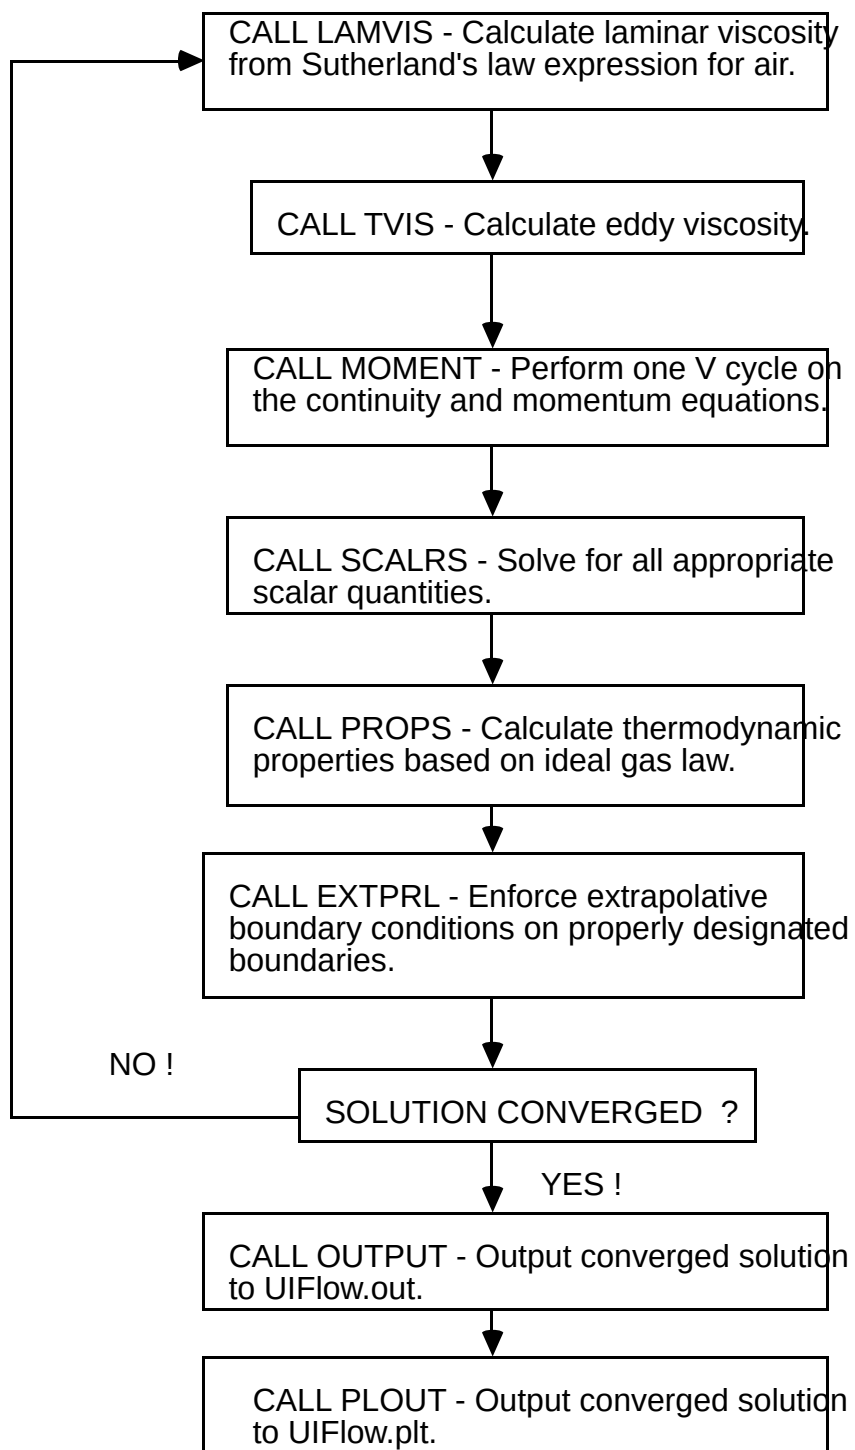 CALL LAMVIS - Calculate laminar viscosity
from Sutherland's law expression for air.
CALL TVIS - Calculate eddy viscosity.
CALL MOMENT - Perform one V cycle on
the continuity and momentum equations.
CALL SCALRS - Solve for all appropriate
scalar quantities.
CALL PROPS - Calculate thermodynamic
properties based on ideal gas law.
CALL EXTPRL - Enforce extrapolative
boundary conditions on properly designated
boundaries.
NO !
SOLUTION CONVERGED  ?
YES !
CALL OUTPUT - Output converged solution
to UIFlow.out.
CALL PLOUT - Output converged solution
to UIFlow.plt.